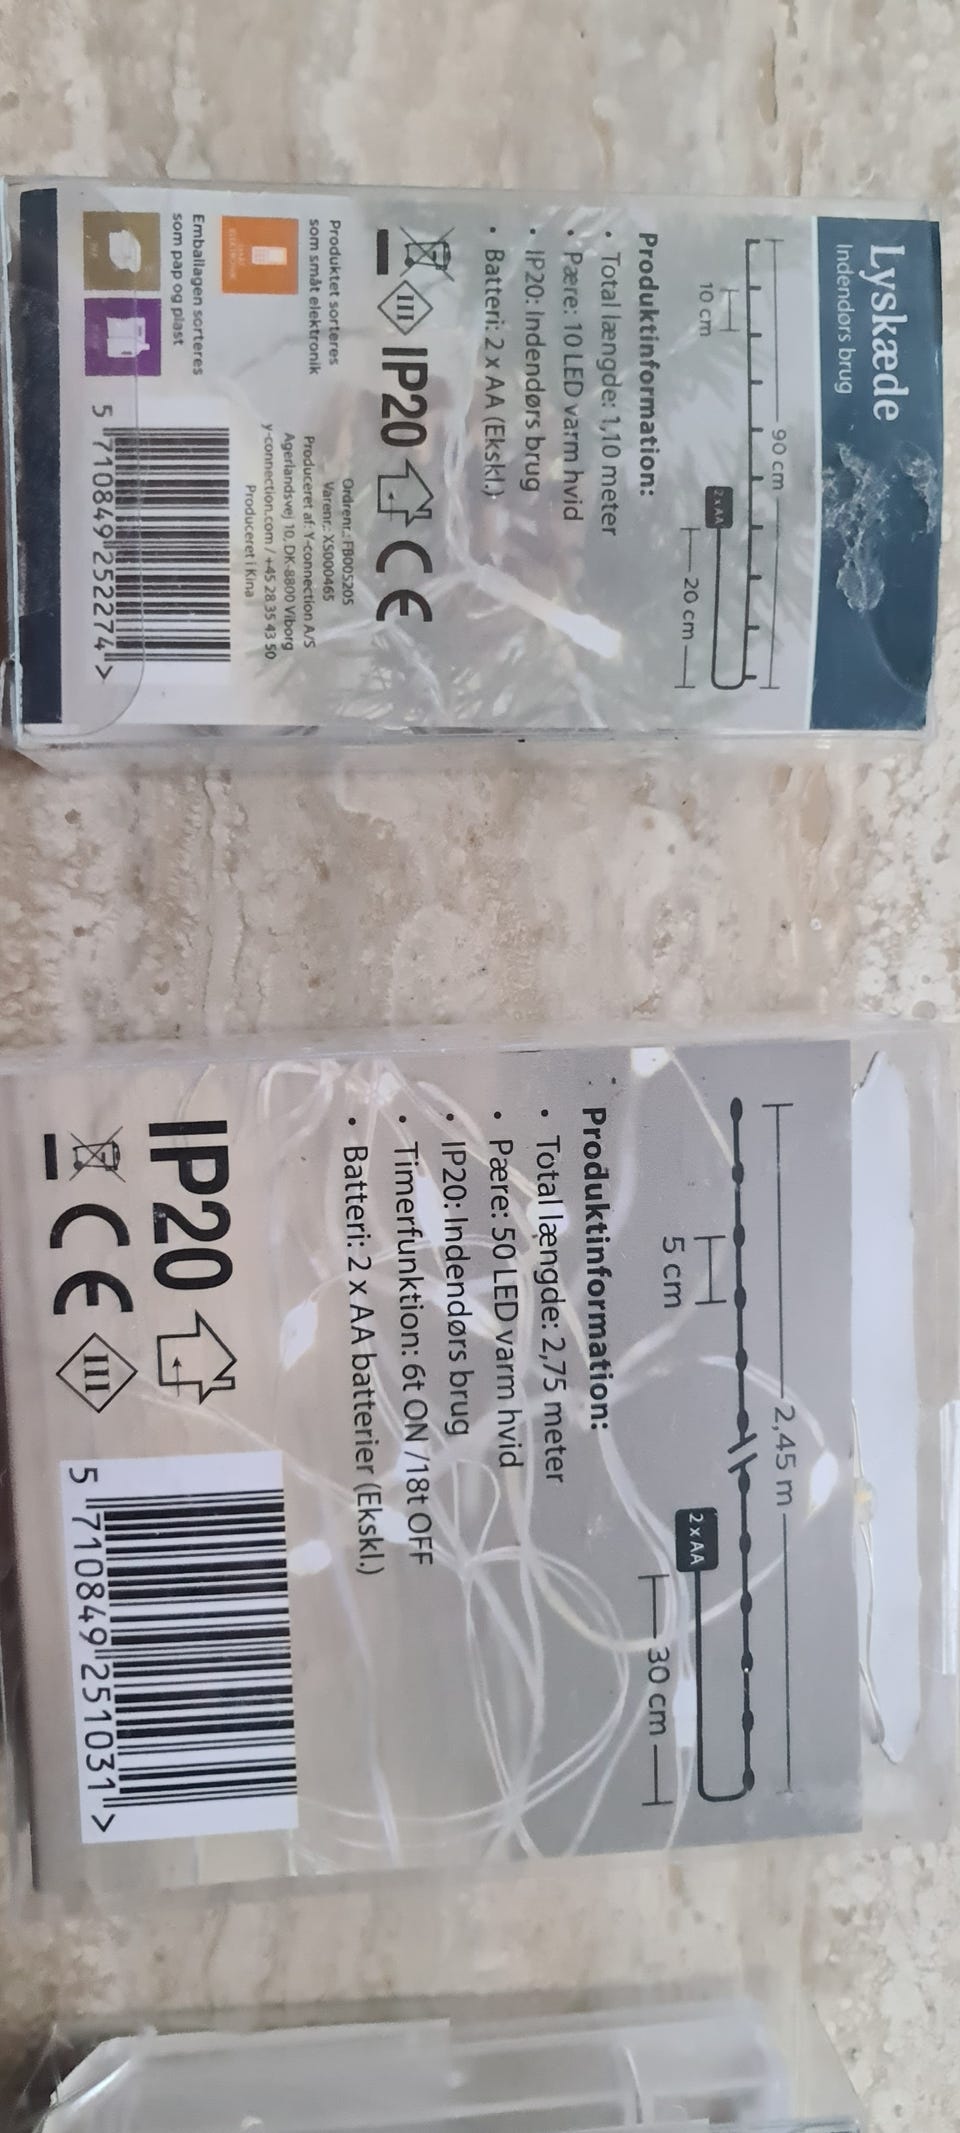 Lyskæde
Indendørs brug
90 cm
10 cm
2 x AA
20 cm
Produktinformation:
• Total længde: 1,10 meter
• Pære: 10 LED varm hvid
• IP20: Indendørs brug
• Batteri: 2 x AA (Ekskl.)
III IP20 CE
Produktet sorteres
som småt elektronik
SMÅT
ELEKTRONIK
Emballagen sorteres
som pap og plast
PAP
Ordrenr.: FB005205
Varenr.: XS000465
Produceret af: Y-connection A/S
Agerlandsvej 10, DK-8800 Viborg
y-connection.com / +45 28 35 43 50
Produceret i Kina
5 710849 252274 >
2,45 m
5 cm
2 x AA
30 cm
Produktinformation:
• Total længde: 2,75 meter
• Pære: 50 LED varm hvid
• IP20: Indendørs brug
• Timerfunktion: 6t ON /18t OFF
• Batteri: 2 x AA batterier (Ekskl.)
IP20
CE III
5 710849 251031 >